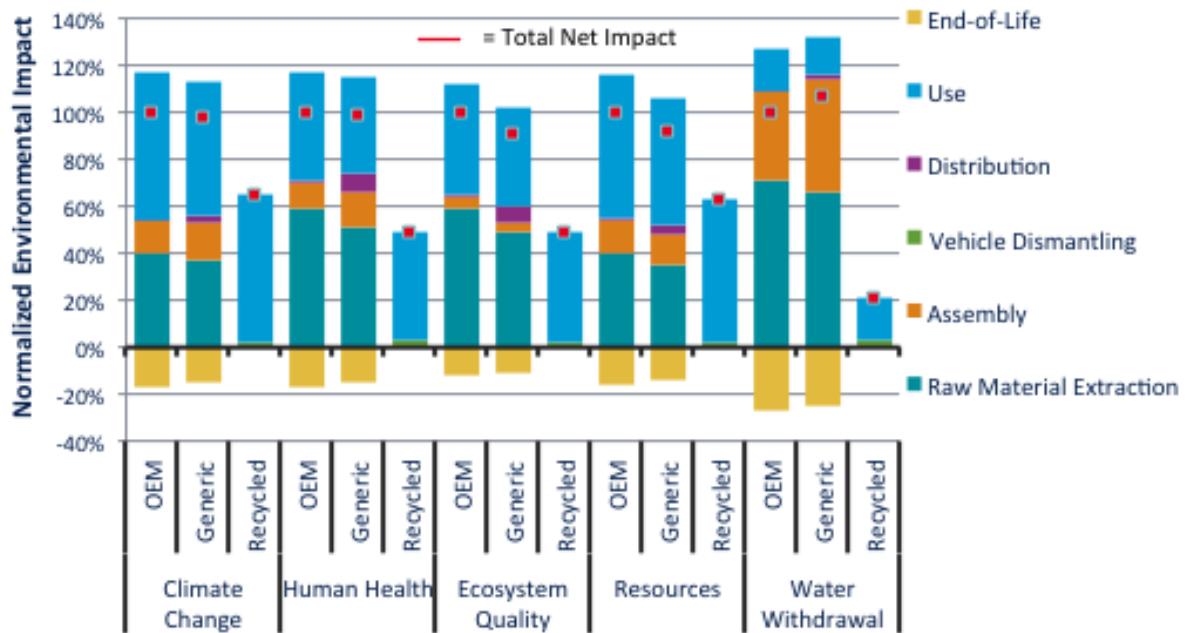 Normalized Environmental Impact
140%
120%
100%
80%
60%
40%
20%
0%
-20%
-40%
= Total Net Impact
End-of-Life
Use
Distribution
Vehicle Dismantling
Assembly
Raw Material Extraction
OEM
Generic
Recycled
OEM
Generic
Recycled
OEM
Generic
Recycled
OEM
Generic
Recycled
OEM
Generic
Recycled
Climate
Change
Human Health
Ecosystem
Quality
Resources
Water
Withdrawal